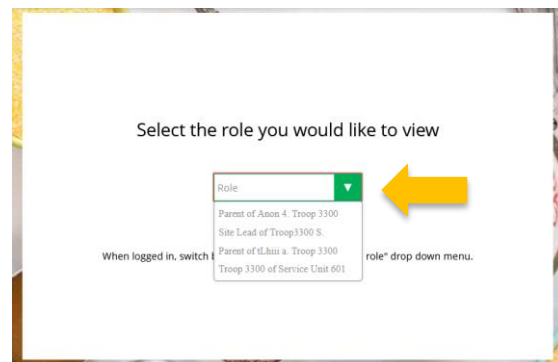 Select the role you would like to view
Role
Parent of Anon 4. Troop 3300
Site Lead of Troop3300 S.
Parent of tLhiii a. Troop 3300
Troop 3300 of Service Unit 601
When logged in, switch role" drop down menu.